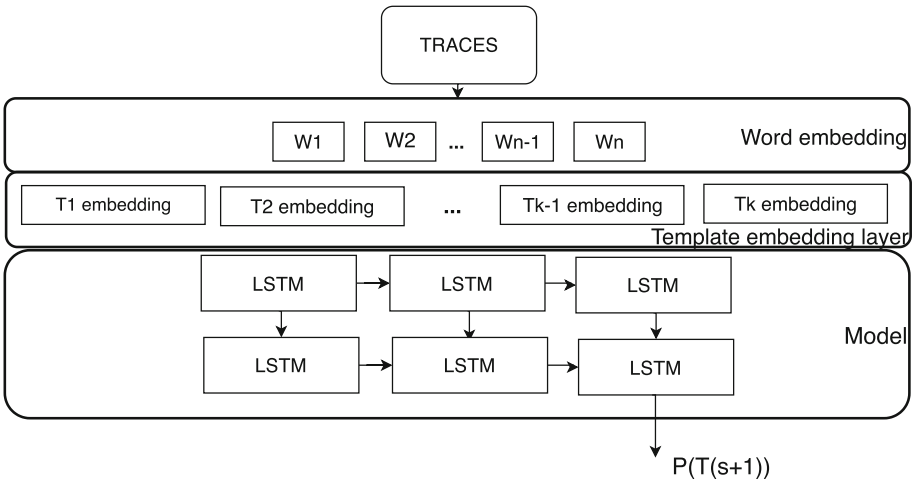 TRACES
W1 W2 ... Wn-1 Wn
Word embedding
T1 embedding T2 embedding ... Tk-1 embedding Tk embedding
Template embedding layer
LSTM LSTM LSTM
Model
LSTM LSTM LSTM
P(T(s+1))